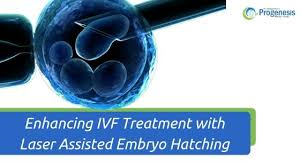 Progenesis
Enhancing IVF Treatment with
Laser Assisted Embryo Hatching